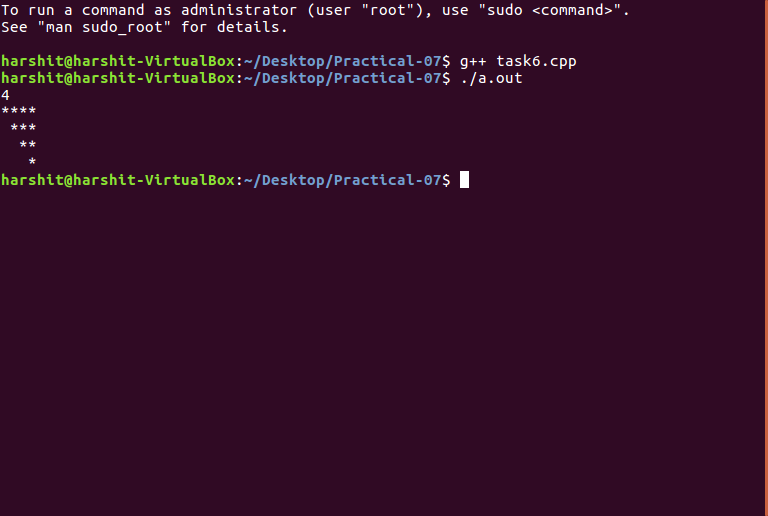 To run a command as administrator (user "root"), use "sudo <command>".
See "man sudo_root" for details.
harshit@harshit-VirtualBox:~/Desktop/Practical-07$ g++ task6.cpp
harshit@harshit-VirtualBox:~/Desktop/Practical-07$ ./a.out
4
****
 ***
  **
   *
harshit@harshit-VirtualBox:~/Desktop/Practical-07$